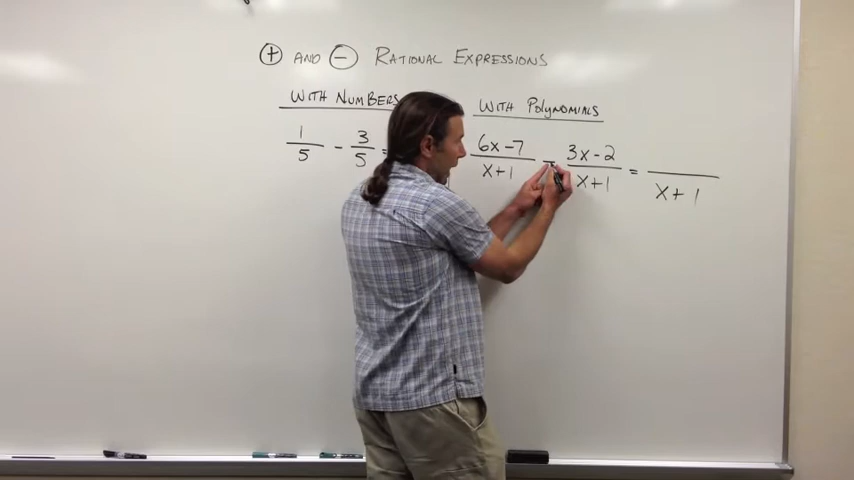 ⊕ AND ⊖ RATIONAL EXPRESSIONS
WITH NUMBERS
1/5 - 3/5 =
WITH POLYNOMIALS
6x-7/x+1 - 3x-2/x+1 = /x+1